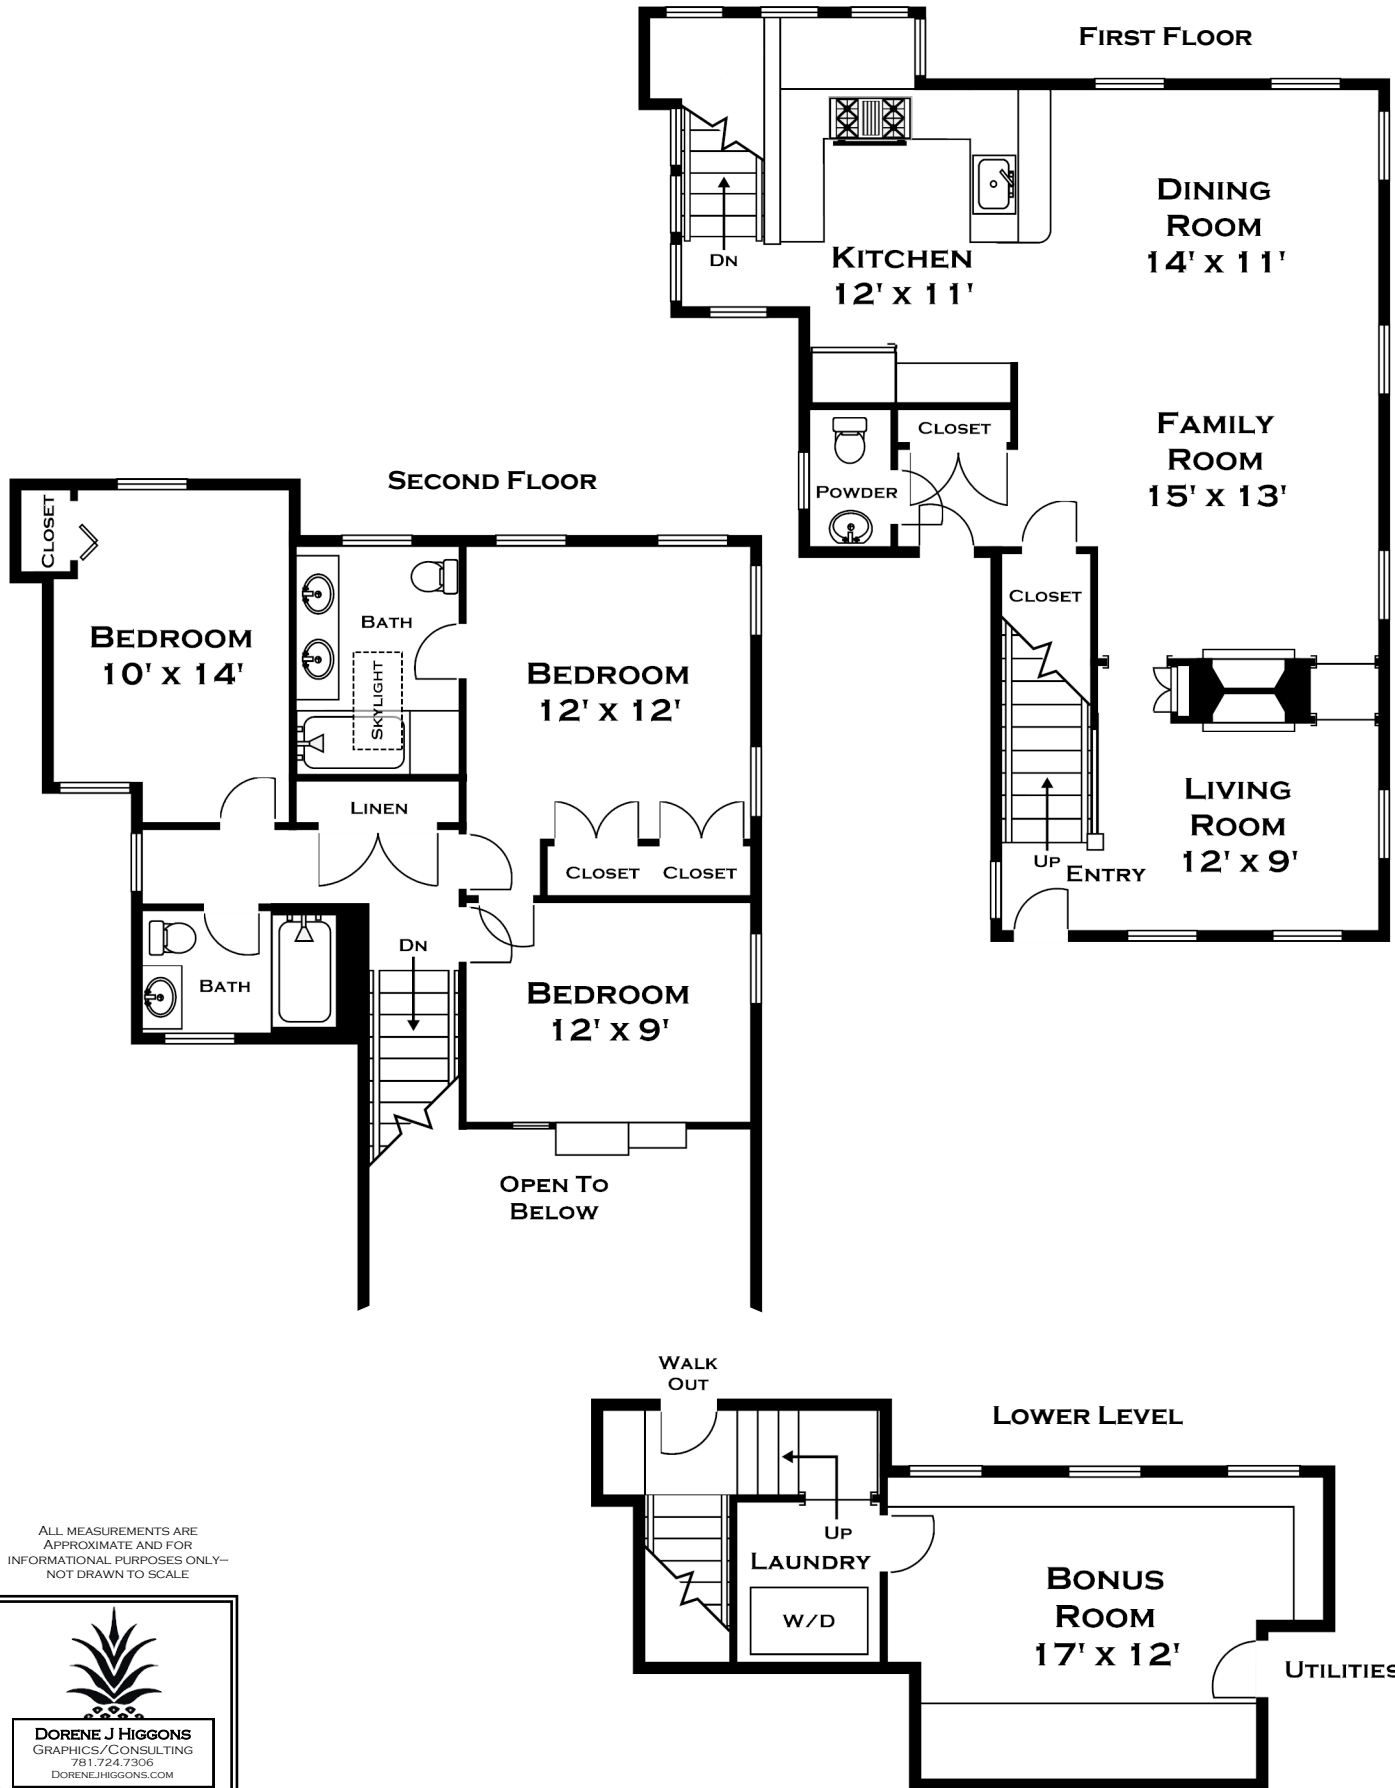 FIRST FLOOR
DINING
ROOM
14' X 11'
KITCHEN
12' X 11'
DN
FAMILY
ROOM
15' X 13'
CLOSET
POWDER
CLOSET
LIVING
ROOM
12' X 9'
UP
ENTRY
SECOND FLOOR
CLOSET
BEDROOM
10' X 14'
BATH
SKYLIGHT
BEDROOM
12' X 12'
LINEN
CLOSET
CLOSET
DN
BATH
BEDROOM
12' X 9'
OPEN TO
BELOW
WALK
OUT
LOWER LEVEL
UP
LAUNDRY
W/D
BONUS
ROOM
17' X 12'
UTILITIES
ALL MEASUREMENTS ARE
APPROXIMATE AND FOR
INFORMATIONAL PURPOSES ONLY–
NOT DRAWN TO SCALE
DORENE J HIGGONS
GRAPHICS/CONSULTING
781.724.7306
DORENEJHIGGONS.COM